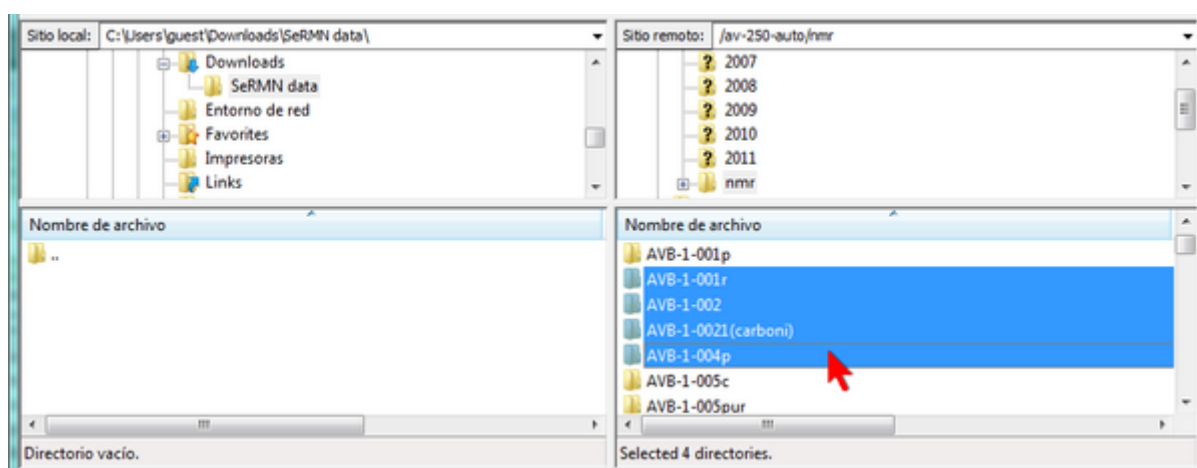 Sitio local: C:\Users\guest\Downloads\SeRMN data\
Downloads
SeRMN data
Entorno de red
Favorites
Impresoras
Links
Nombre de archivo
..
Directorio vacío.
Sitio remoto: /av-250-auto/nmr
2007
2008
2009
2010
2011
nmr
Nombre de archivo
AVB-1-001p
AVB-1-001r
AVB-1-002
AVB-1-0021(carboni)
AVB-1-004p
AVB-1-005c
AVB-1-005pur
Selected 4 directories.